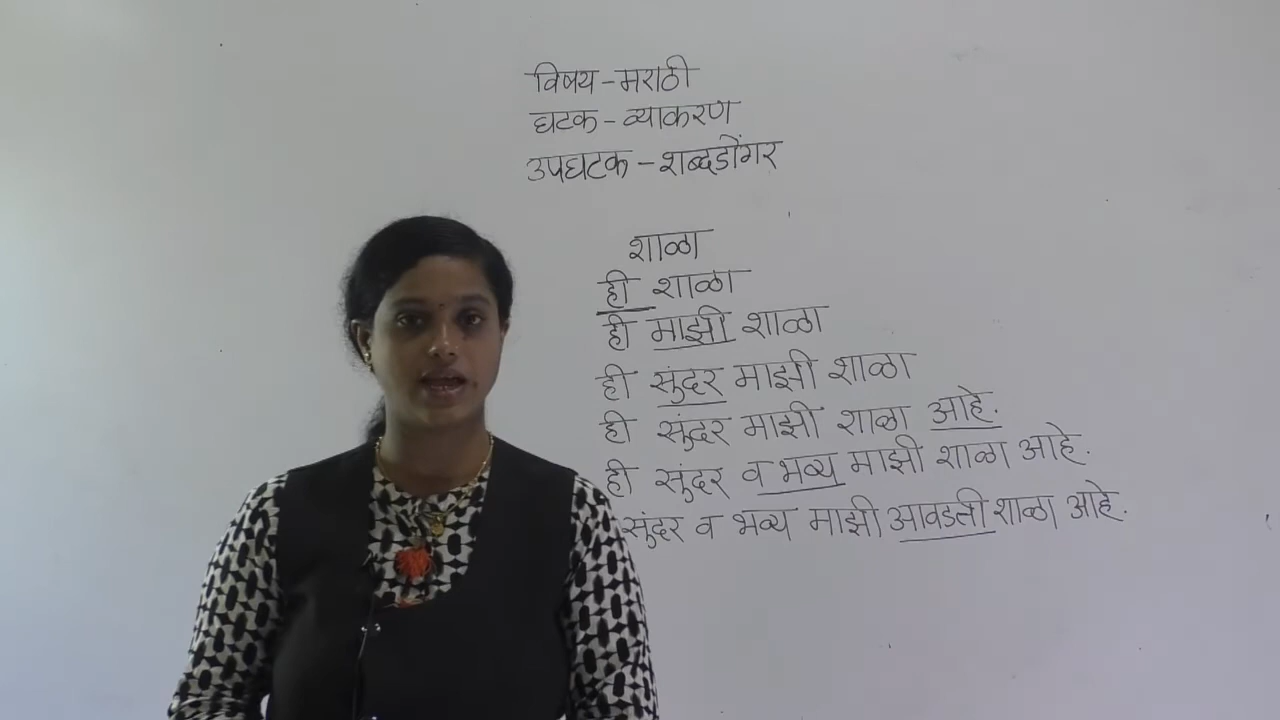 विषय - मराठी
घटक - व्याकरण
उपघटक - शब्दडोंगर
शाळा
ही शाळा
ही माझी शाळा
ही सुंदर माझी शाळा
ही सुंदर माझी शाळा आहे.
ही सुंदर व भव्य माझी शाळा आहे.
सुंदर व भव्य माझी आवडती शाळा आहे.